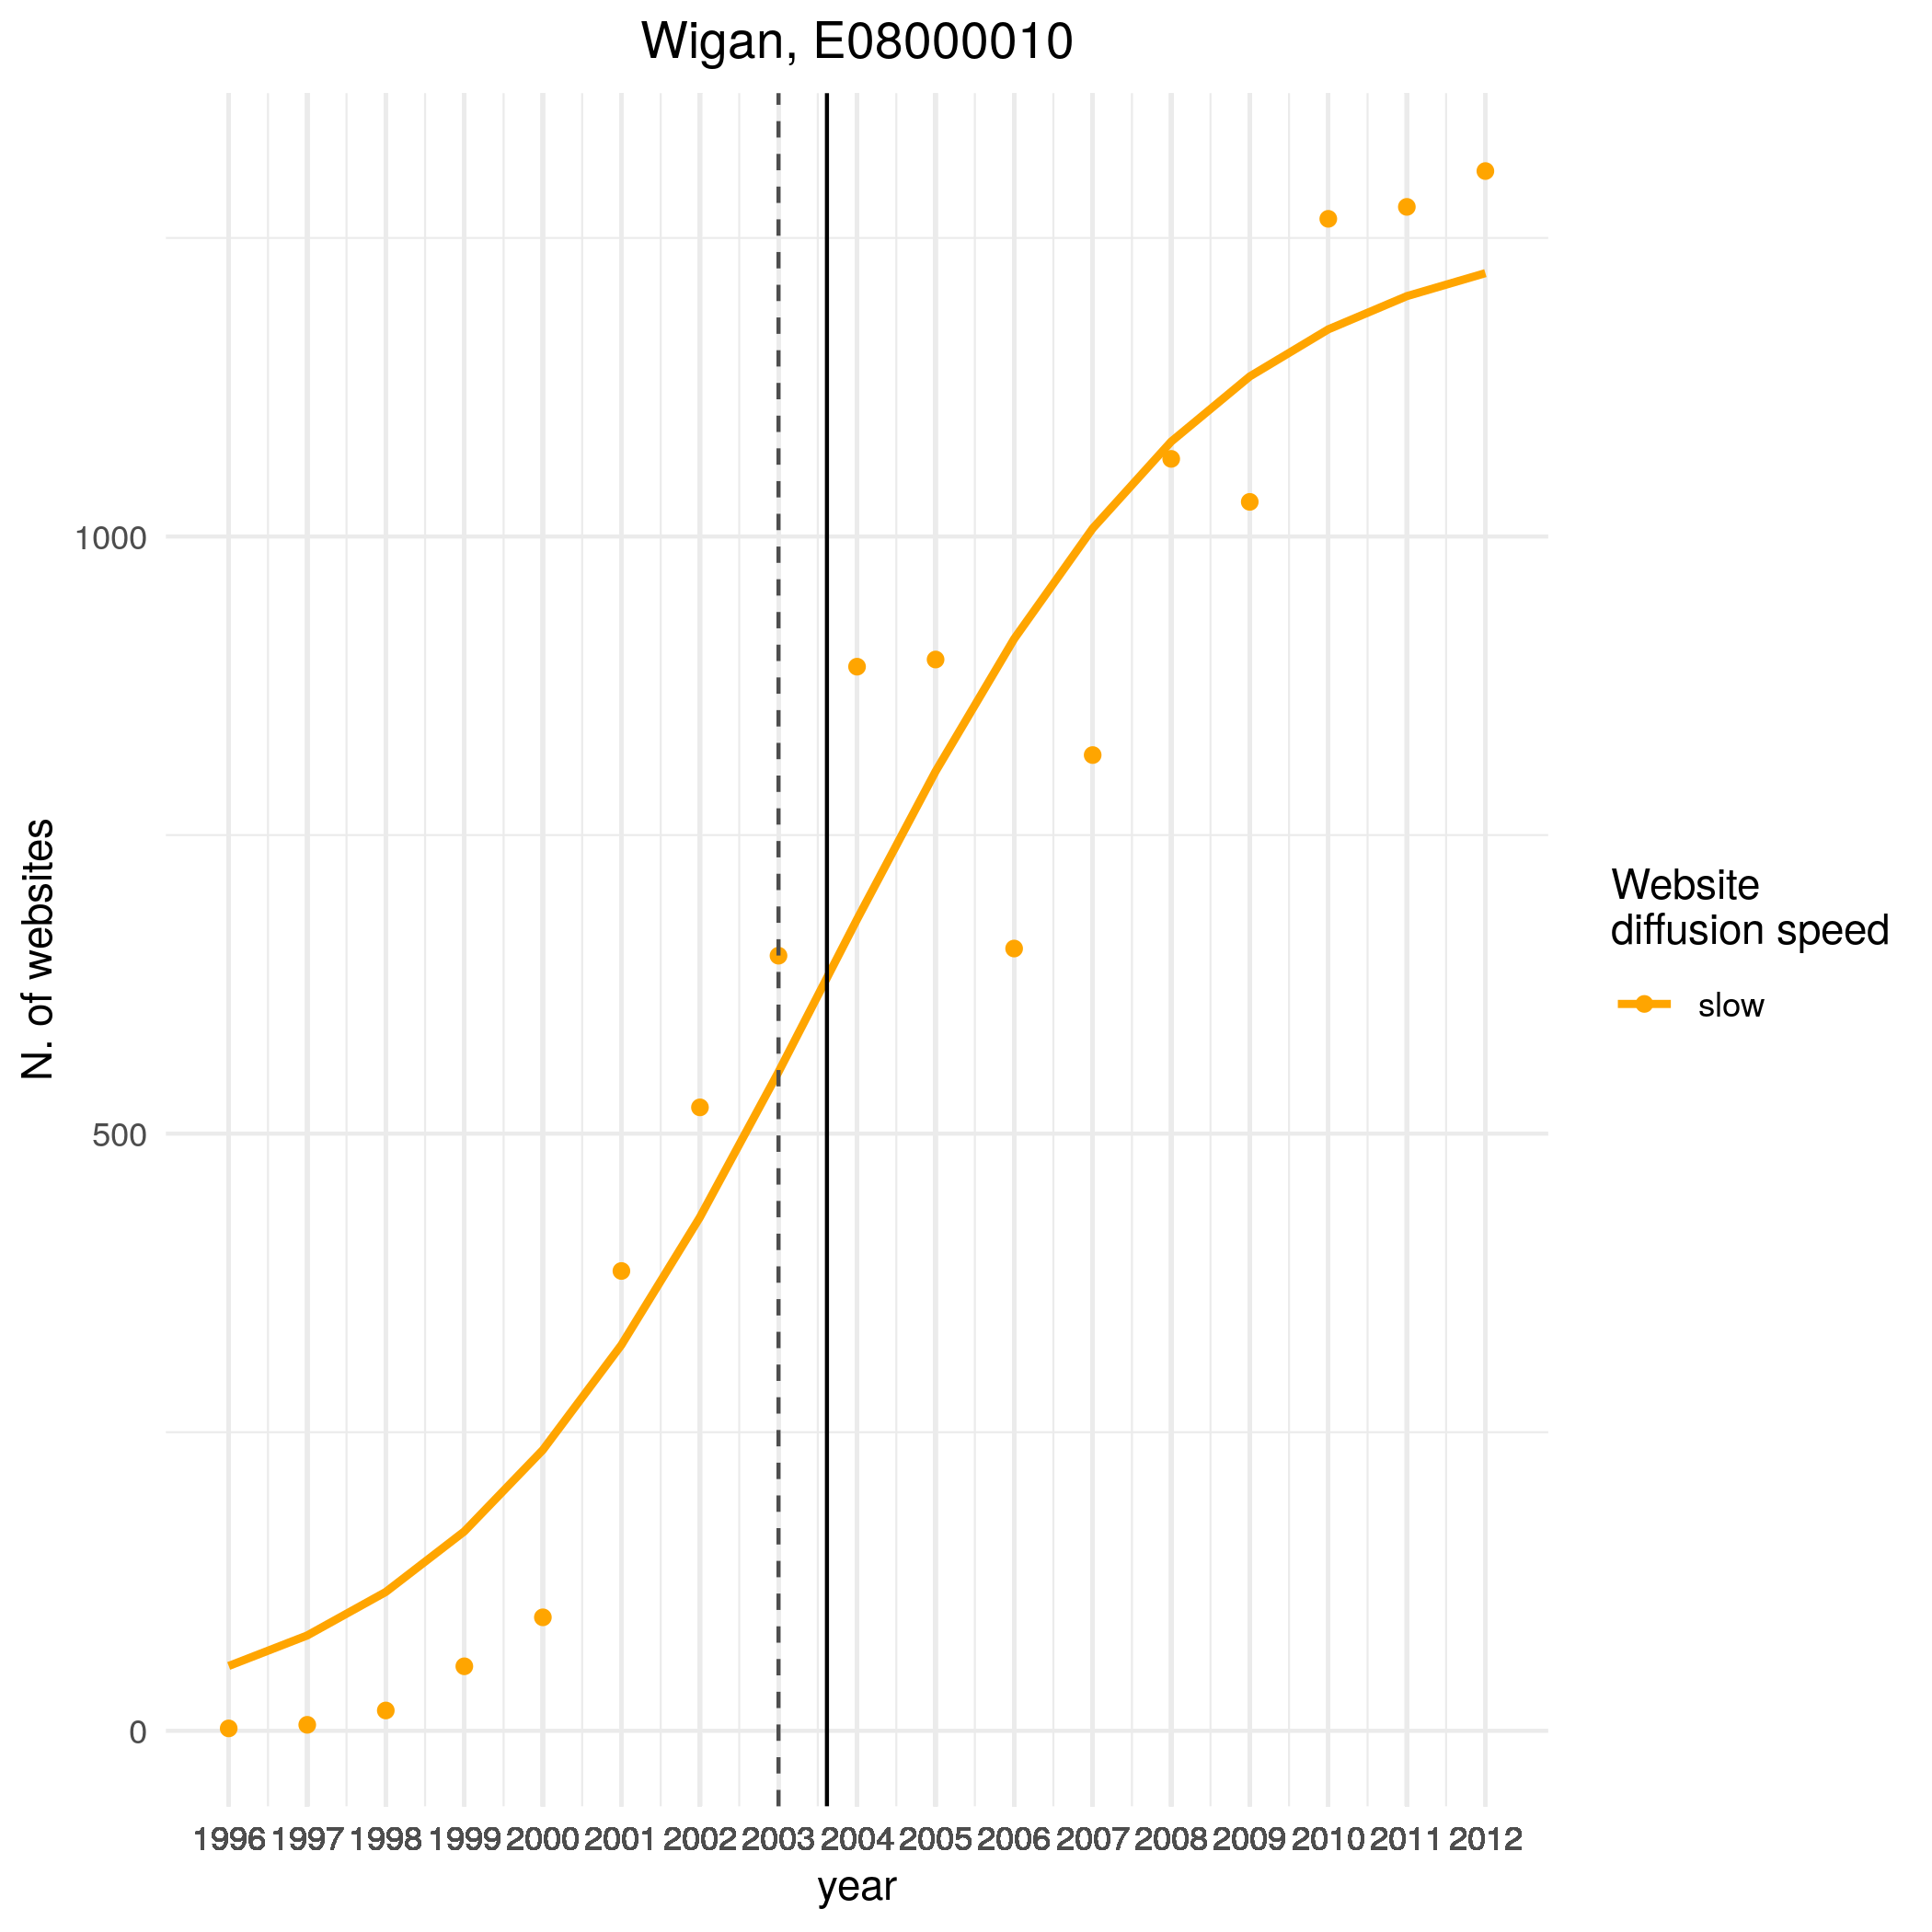 Wigan, E08000010
N. of websites
1000
500
0
1996 1997 1998 1999 2000 2001 2002 2003 2004 2005 2006 2007 2008 2009 2010 2011 2012
year
Website
diffusion speed
slow